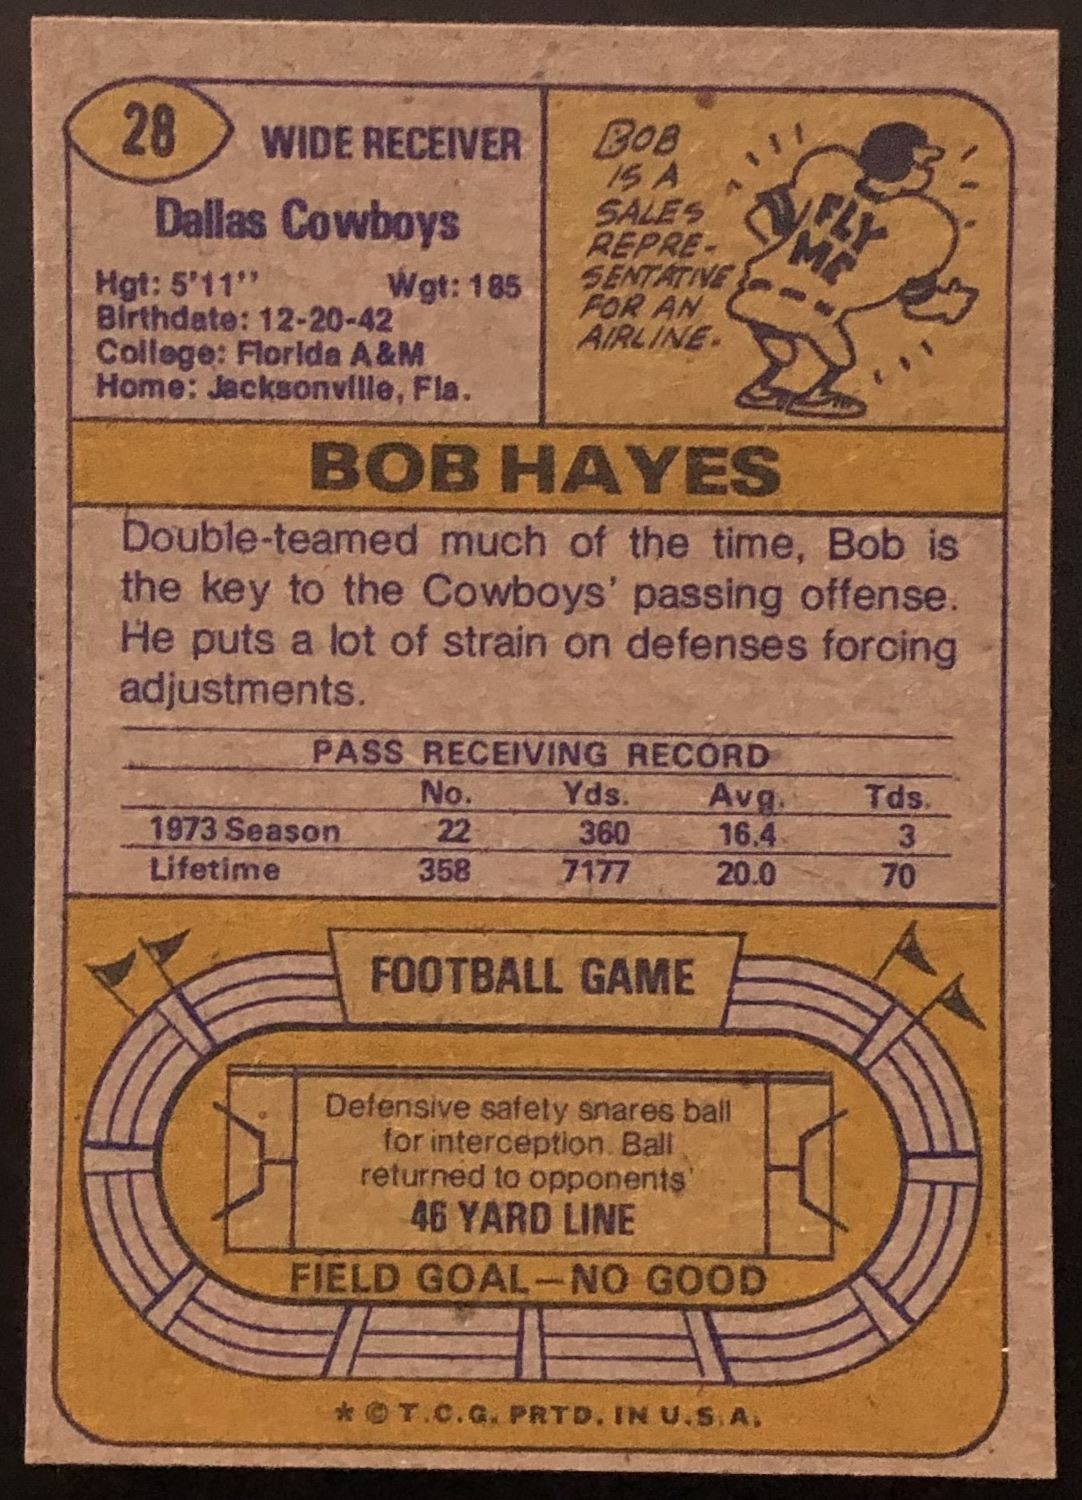 28
WIDE RECEIVER
Dallas Cowboys
Hgt: 5'11'' Wgt: 185
Birthdate: 12-20-42
College: Florida A&M
Home: Jacksonville, Fla.
BOB
IS A
SALES
REPRE-
SENTATIVE
FOR AN
AIRLINE.
FLY
ME
BOB HAYES
Double-teamed much of the time, Bob is
the key to the Cowboys' passing offense.
He puts a lot of strain on defenses forcing
adjustments.
PASS RECEIVING RECORD
No. Yds. Avg. Tds.
1973 Season 22 360 16.4 3
Lifetime 358 7177 20.0 70
FOOTBALL GAME
Defensive safety snares ball
for interception. Ball
returned to opponents'
46 YARD LINE
FIELD GOAL—NO GOOD
* © T.C.G. PRTD. IN U.S.A.